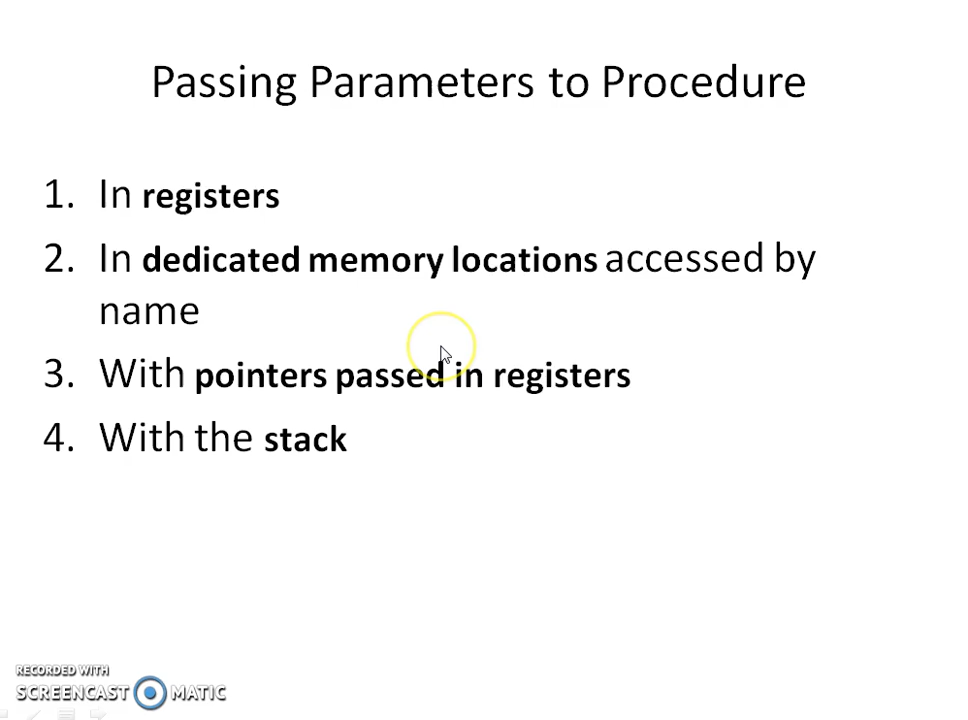 Passing Parameters to Procedure
1. In registers
2. In dedicated memory locations accessed by
name
3. With pointers passed in registers
4. With the stack
RECORDED WITH
SCREENCAST MATIC